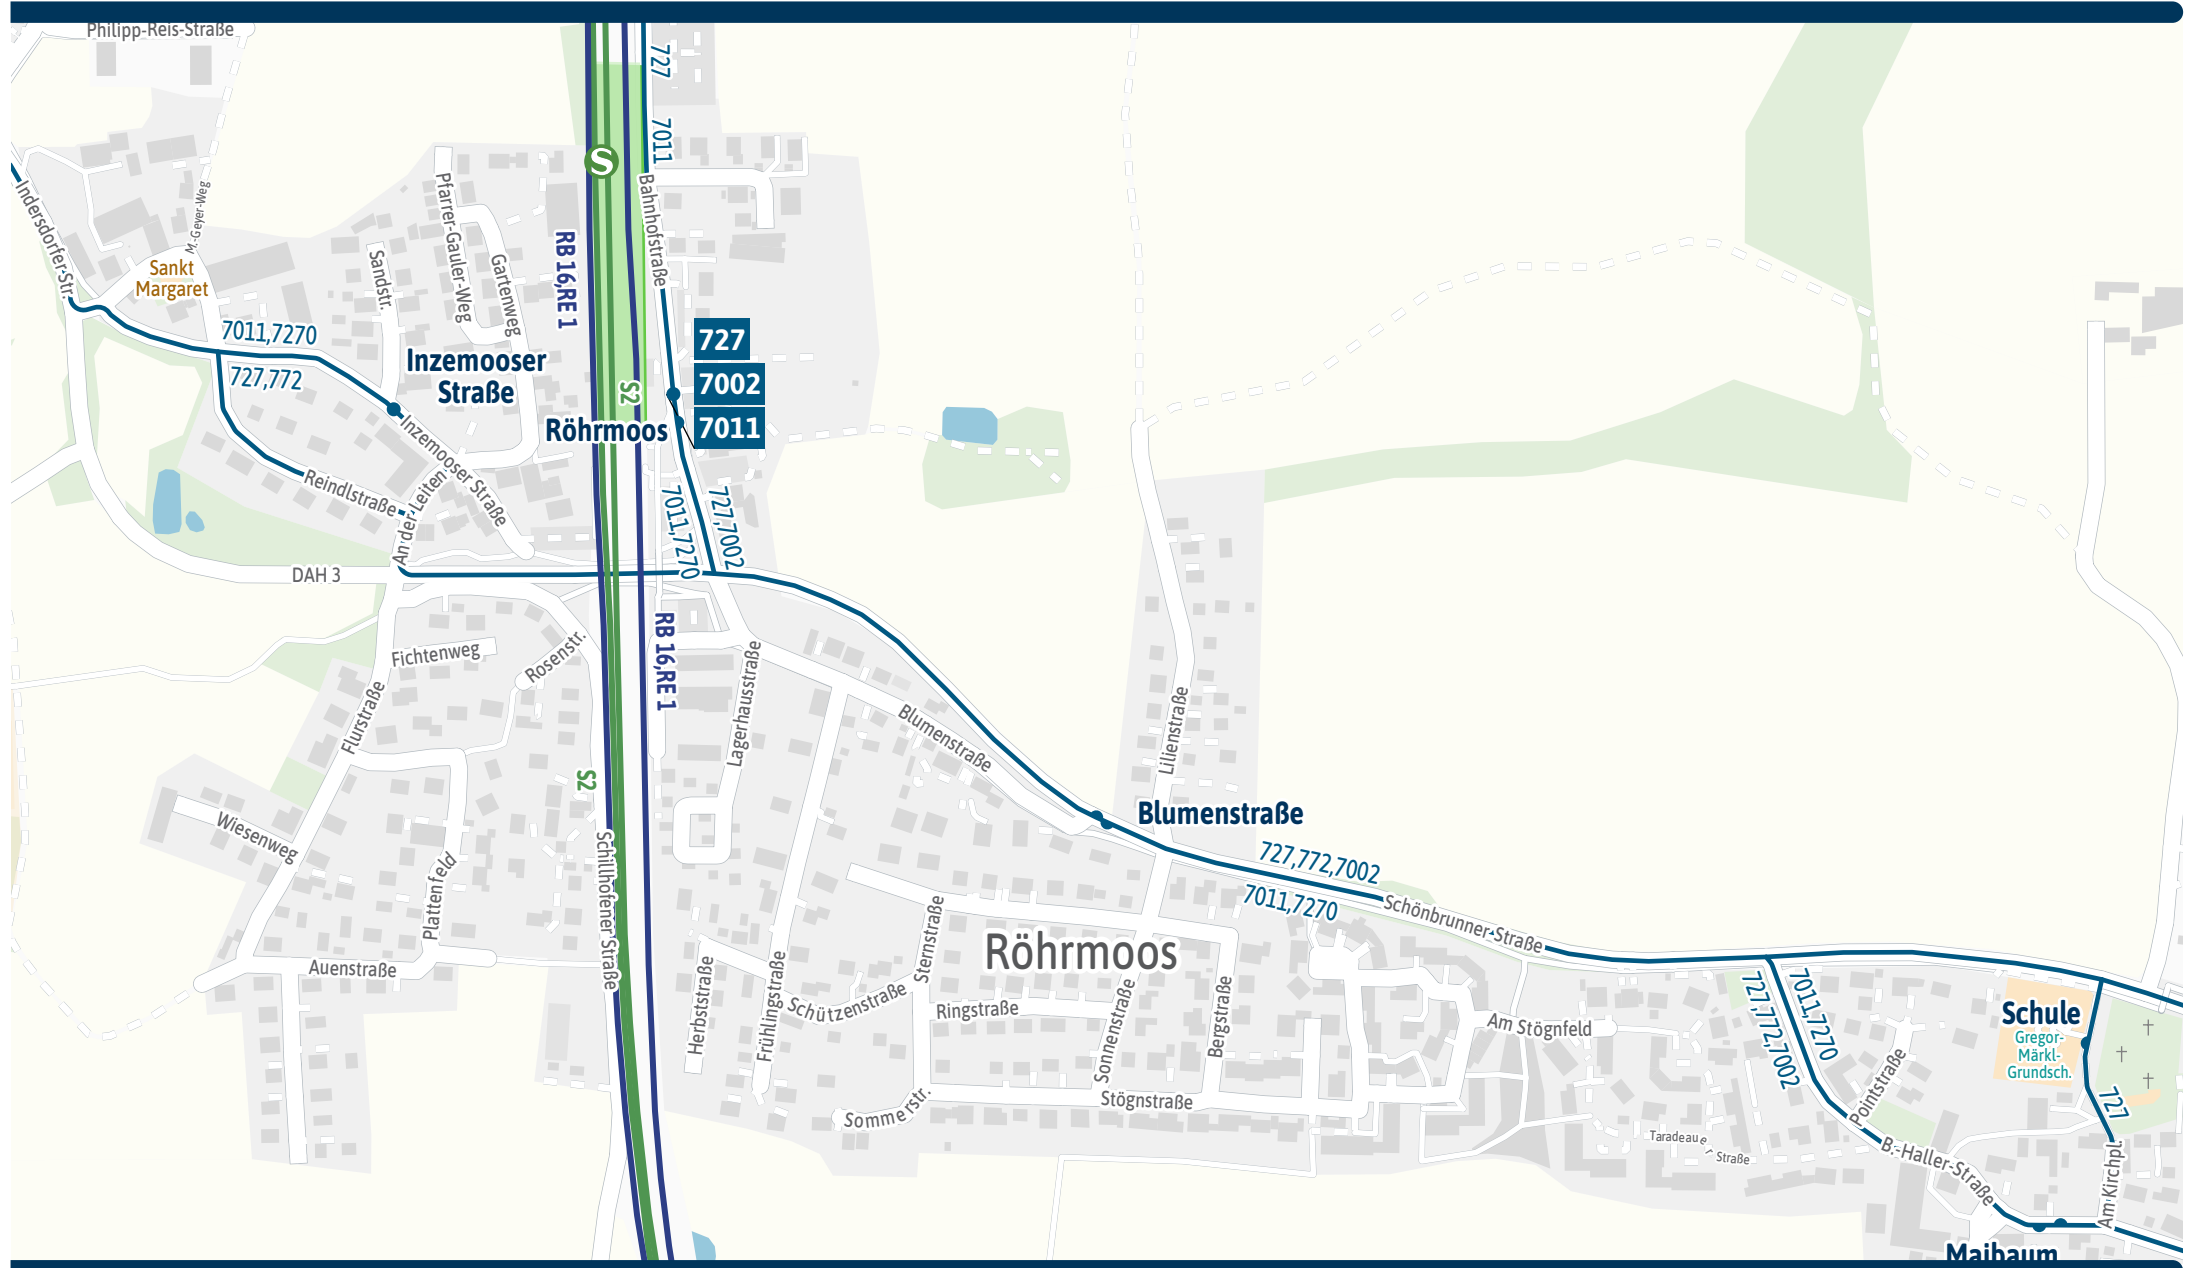 Philipp-Reis-Straße
727
7011
Indersdorfer-Str.
M.-Geyer-Weg
Pfarrer-Gauler-Weg
Bahnhofstraße
S
Sankt
Margaret
Sandstr.
Gartenweg
RB 16,RE 1
7011,7270
727,772
Inzemooser
Straße
727
7002
7011
S2
Röhrmoos
Inzemooser Straße
Reindlstraße
An der Leiten
7011,7270
727,7002
DAH 3
RB 16,RE 1
Fichtenweg
Rosenstr.
Flurstraße
Lagerhausstraße
Blumenstraße
Lilienstraße
S2
Blumenstraße
Wiesenweg
Plattenfeld
Schillhofener Straße
727,772,7002
7011,7270
Schönbrunner-Straße
Röhrmoos
Auenstraße
Herbststraße
Frühlingstraße
Sternstraße
Schützenstraße
Ringstraße
Sonnenstraße
Bergstraße
Am Stögnfeld
727,772,7002
7011,7270
Schule
Gregor-
Märkl-
Grundsch.
727
Pointstraße
Sommerstr.
Stögnstraße
Taradeauer Straße
B.-Haller-Straße
Am Kirchpl.
Maibaum